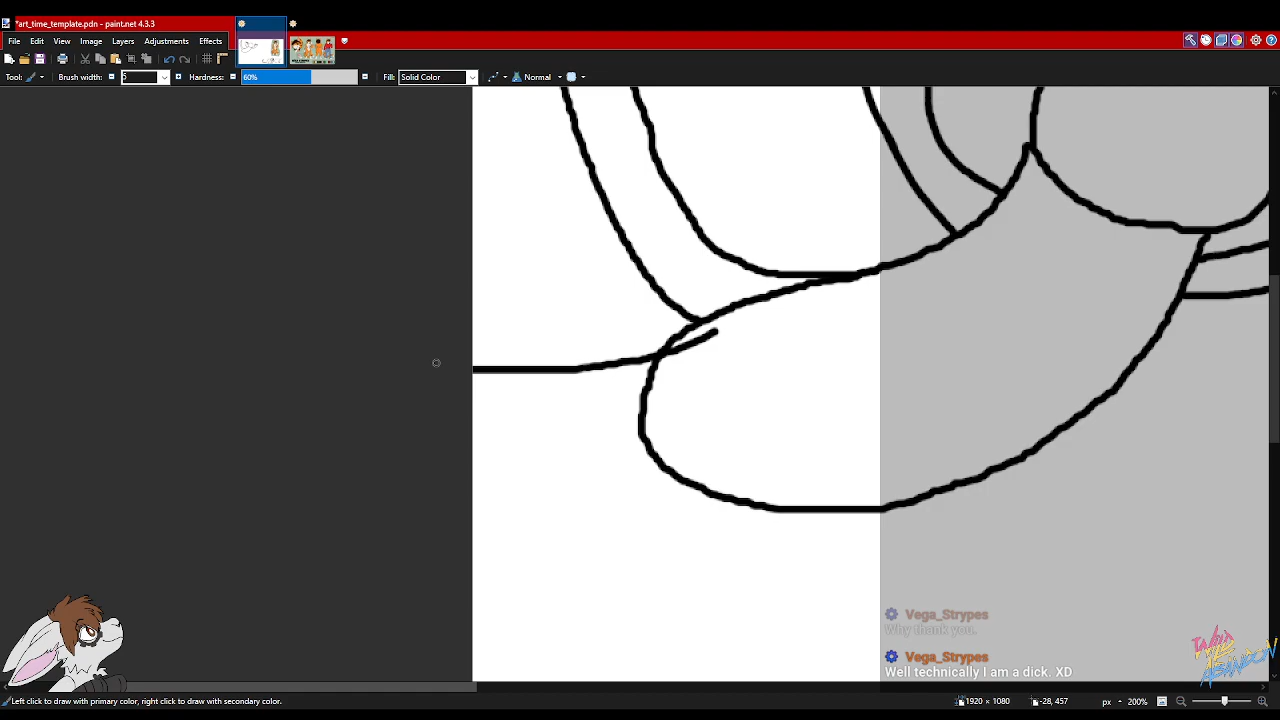 *art_time_template.pdn - paint.net 4.3.3
File Edit View Image Layers Adjustments Effects
Tool: Brush width: 5 Hardness: 60% Fill: Solid Color Normal
Vega_Strypes
Why thank you.
Vega_Strypes
Well technically I am a dick. XD
Left click to draw with primary color, right click to draw with secondary color. 1920 × 1080 -28, 457 px 200%